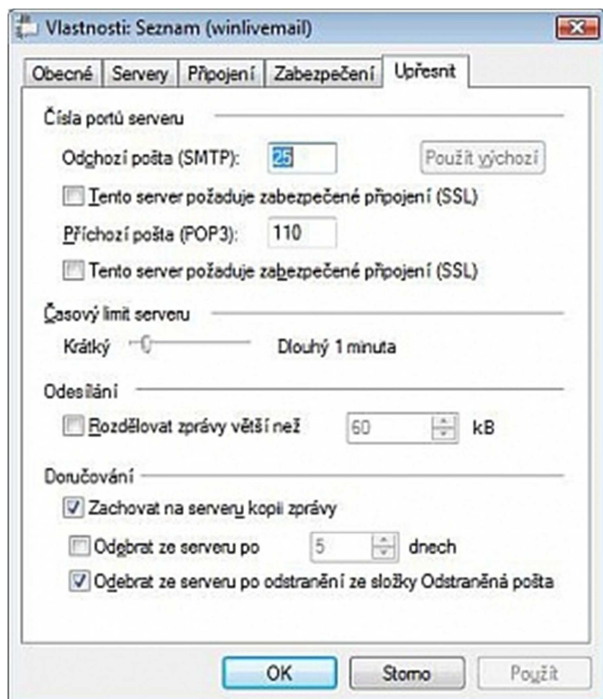 Vlastnosti: Seznam (winlivemail)
Obecné Servery Připojení Zabezpečení Upřesnit
Čísla portů serveru
Odchozí pošta (SMTP): 25 Použít výchozí
Tento server požaduje zabezpečené připojení (SSL)
Příchozí pošta (POP3): 110
Tento server požaduje zabezpečené připojení (SSL)
Časový limit serveru
Krátký Dlouhý 1 minuta
Odesílání
Rozdělovat zprávy větší než 60 kB
Doručování
Zachovat na serveru kopii zprávy
Odebrat ze serveru po 5 dnech
Odebrat ze serveru po odstranění ze složky Odstraněná pošta
OK Storno Použít